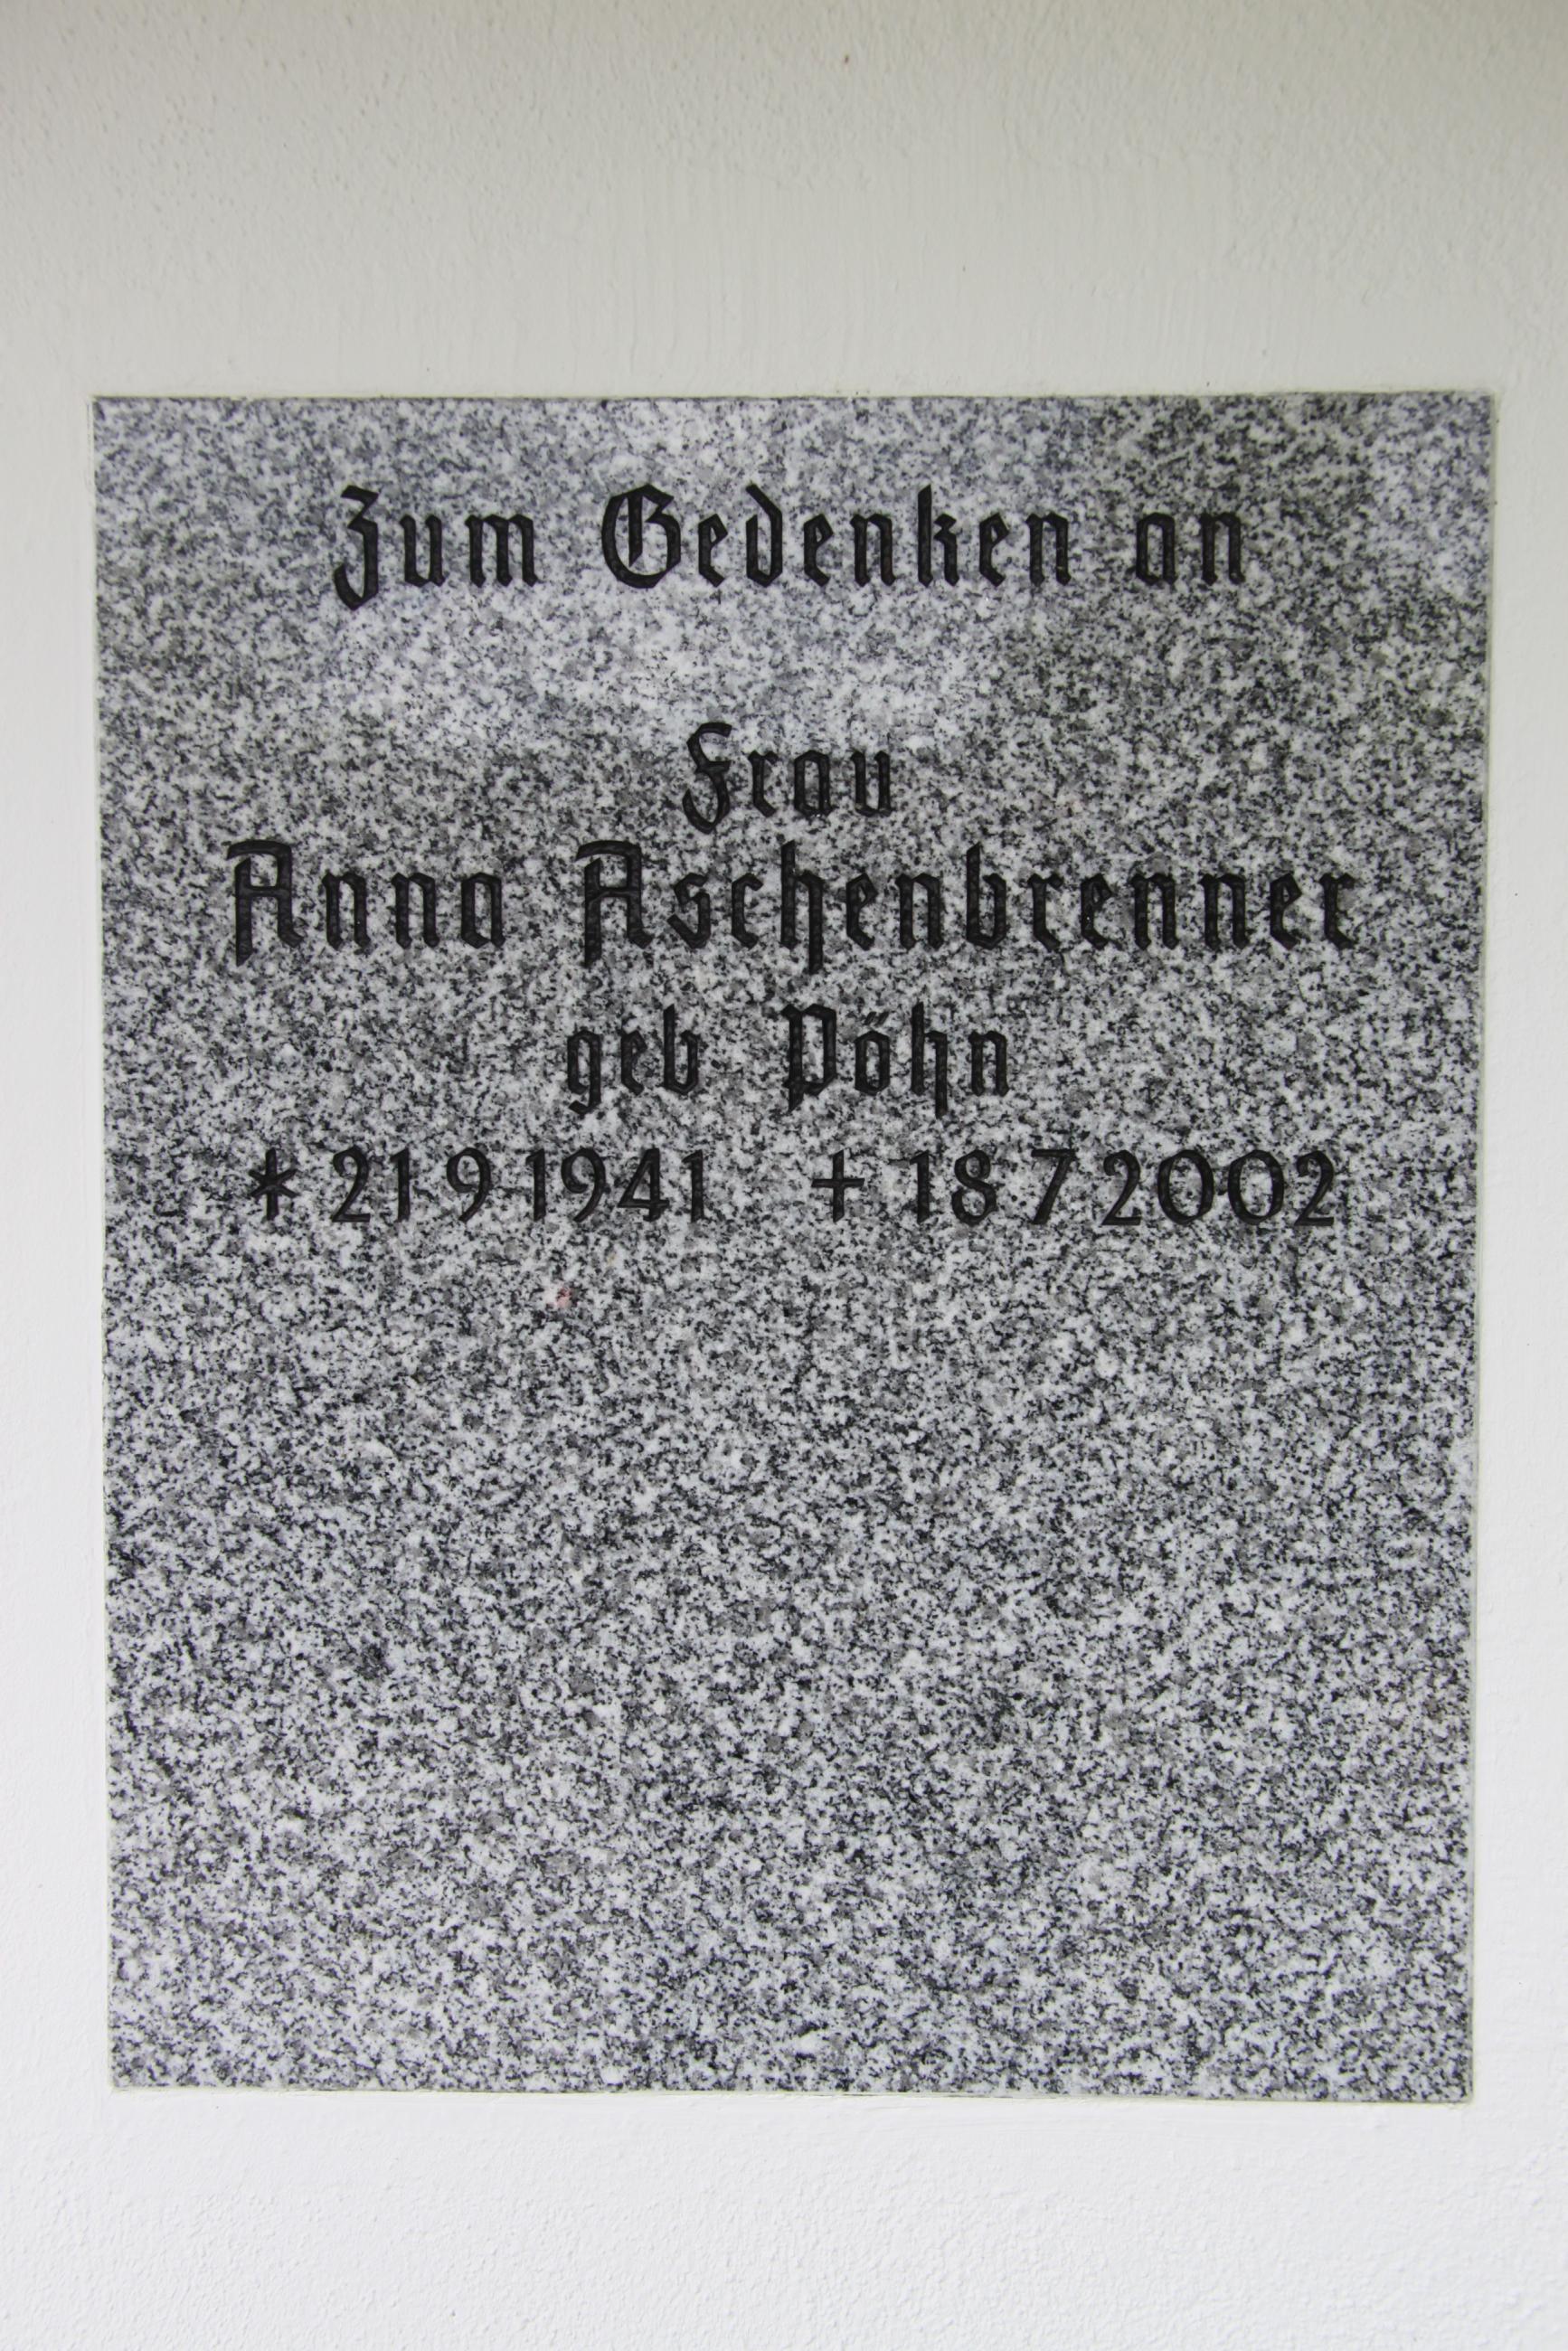 Zum Gedenken an
Frau
Anna Aschenbrenner
geb Pöhn
* 21 9 1941 + 18 7 2002